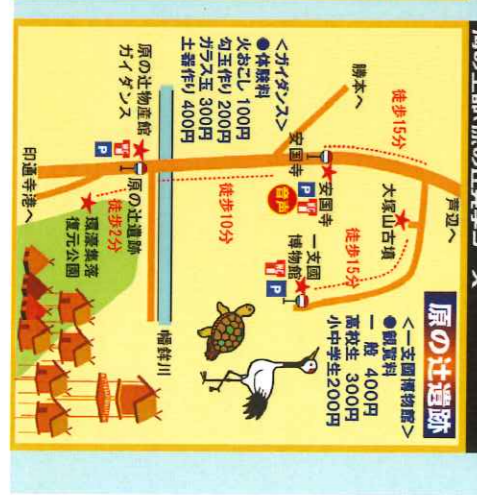 原の辻遺跡
<一支國博物館>
●観覧料
一 般 400円
高校生 300円
小中学生200円
芦辺へ
徒歩15分
大塚山古墳
徒歩15分
一支國
博物館
P
勝本へ
安国寺
安国寺
P
音声
<ガイダンス>
●体験料
火おこし 100円
勾玉作り 200円
ガラス玉 300円
土器作り 400円
徒歩10分
幡鉾川
原の辻物産館
ガイダンス
P
原の辻遺跡
徒歩2分
環濠集落
復元公園
印通寺港へ